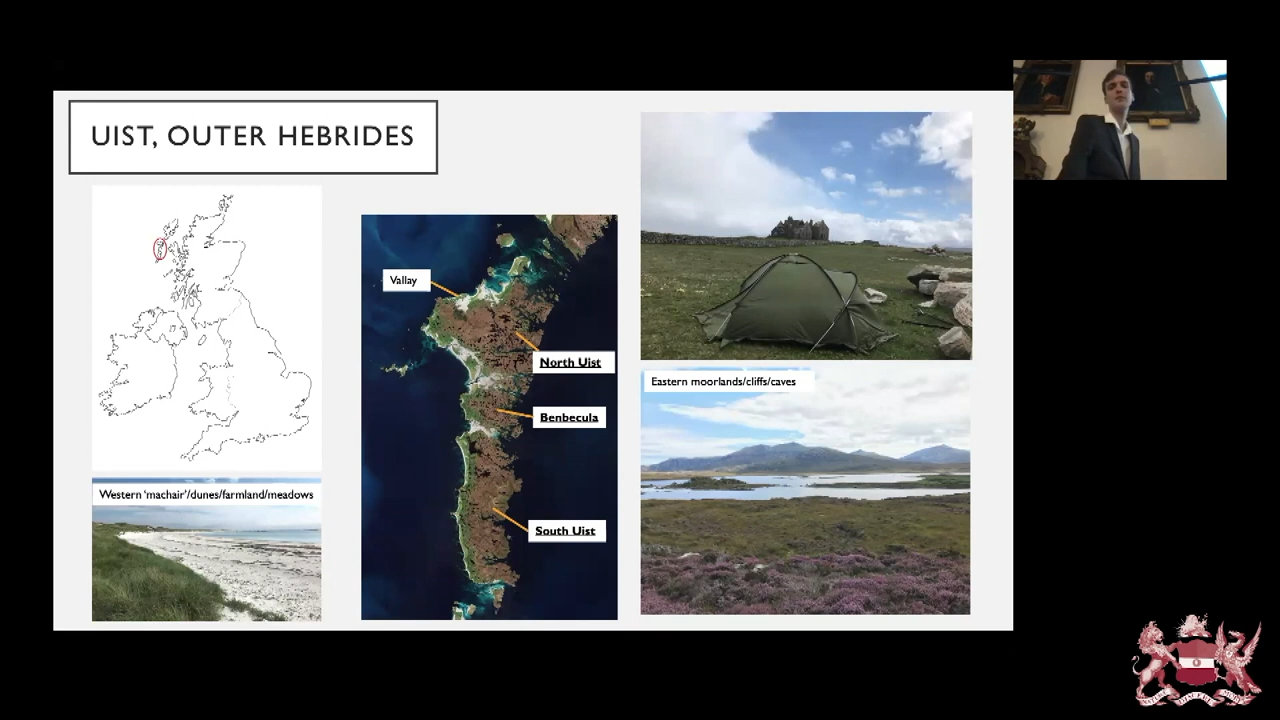 UIST, OUTER HEBRIDES
Vallay
North Uist
Benbecula
South Uist
Western 'machair'/dunes/farmland/meadows
Eastern moorlands/cliffs/caves